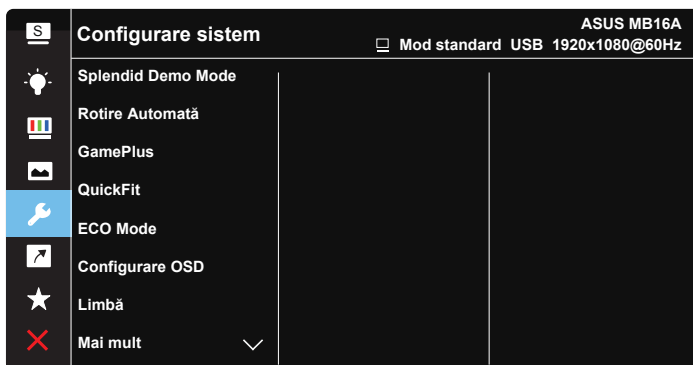 S
Configurare sistem
ASUS MB16A
Mod standard USB 1920x1080@60Hz
Splendid Demo Mode
Rotire Automată
GamePlus
QuickFit
ECO Mode
Configurare OSD
Limbă
Mai mult